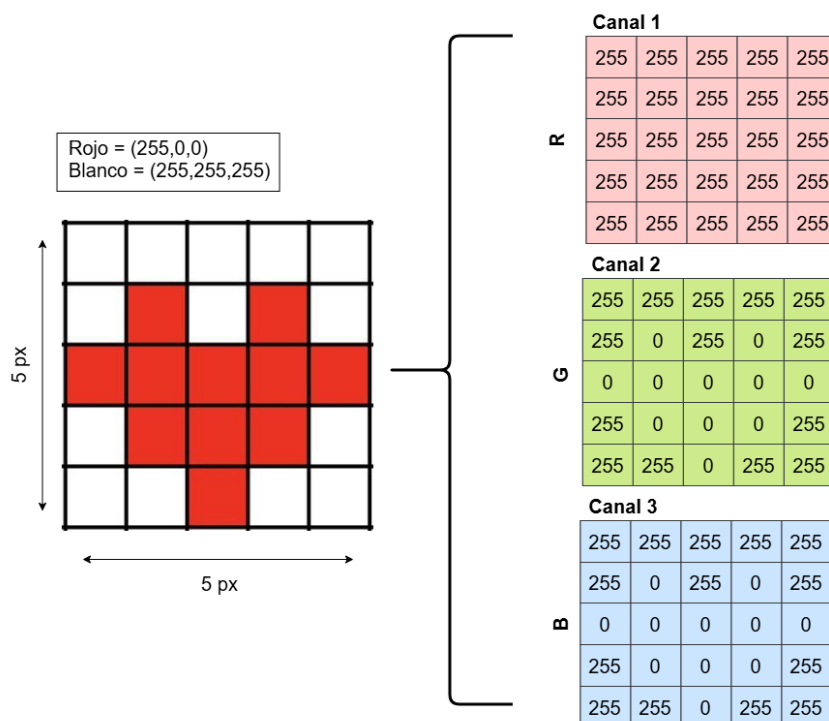 Rojo = (255,0,0)
Blanco = (255,255,255)
5 px
5 px
Canal 1
R
255 255 255 255 255
255 255 255 255 255
255 255 255 255 255
255 255 255 255 255
255 255 255 255 255
Canal 2
G
255 255 255 255 255
255 0 255 0 255
0 0 0 0 0
255 0 0 0 255
255 255 0 255 255
Canal 3
B
255 255 255 255 255
255 0 255 0 255
0 0 0 0 0
255 0 0 0 255
255 255 0 255 255